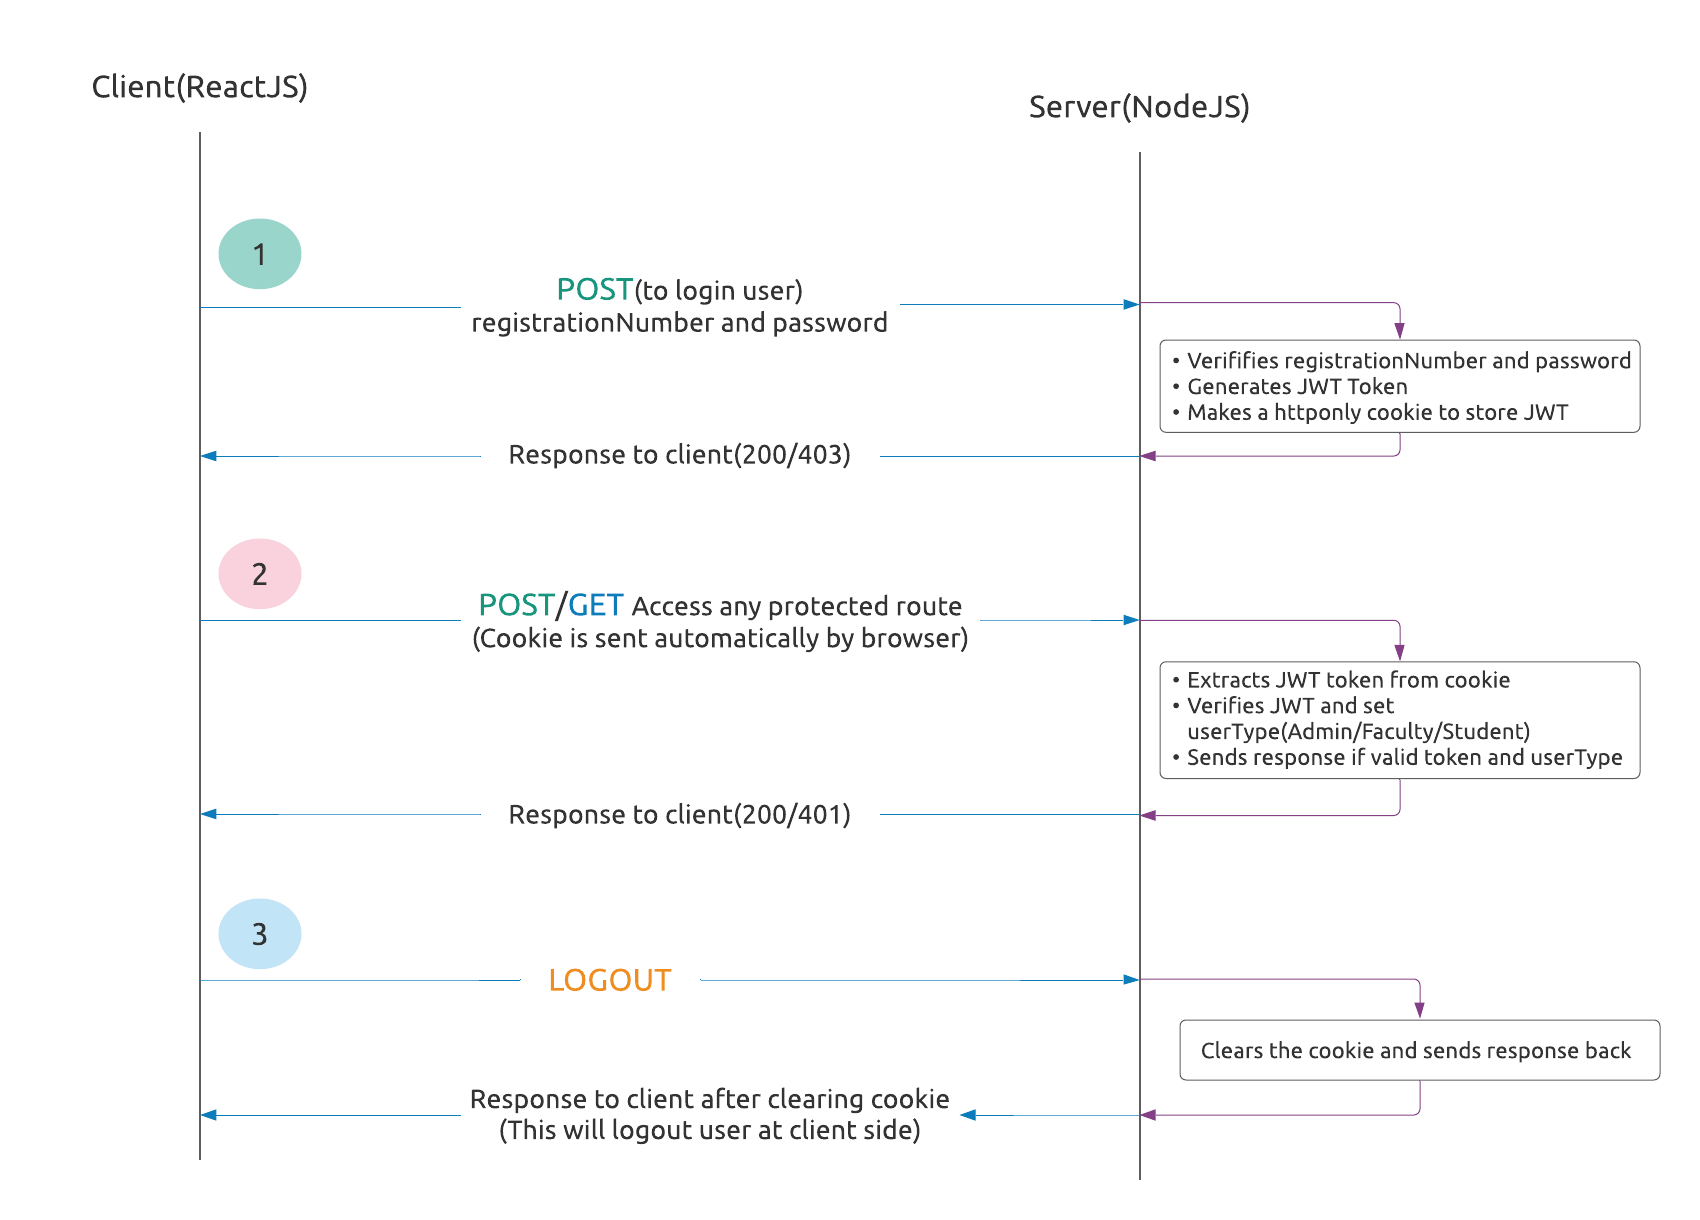 Client(ReactJS)
Server(NodeJS)
1
POST(to login user)
registrationNumber and password
• Verififies registrationNumber and password
• Generates JWT Token
• Makes a httponly cookie to store JWT
Response to client(200/403)
2
POST/GET Access any protected route
(Cookie is sent automatically by browser)
• Extracts JWT token from cookie
• Verifies JWT and set
userType(Admin/Faculty/Student)
• Sends response if valid token and userType
Response to client(200/401)
3
LOGOUT
Clears the cookie and sends response back
Response to client after clearing cookie
(This will logout user at client side)